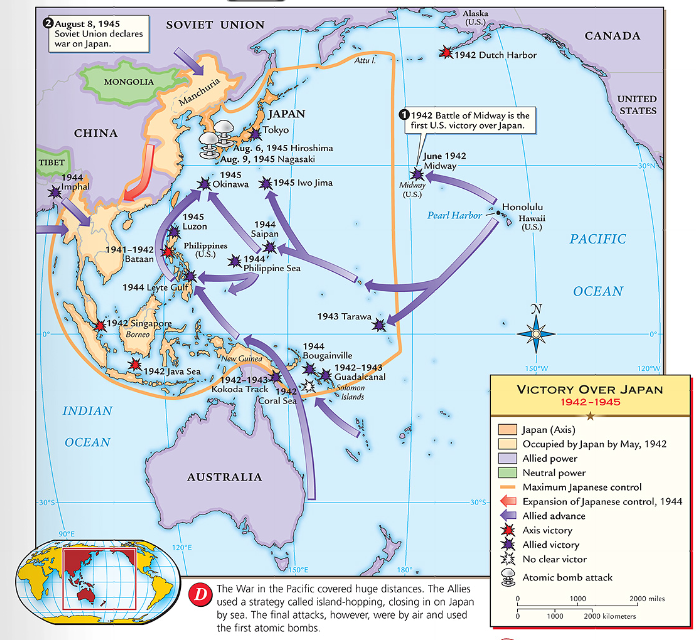 ❷ August 8, 1945
Soviet Union declares
war on Japan.
SOVIET UNION
Alaska
(U.S.)
CANADA
Attu I.
1942 Dutch Harbor
MONGOLIA
Manchuria
UNITED
STATES
JAPAN
Tokyo
❶ 1942 Battle of Midway is the
first U.S. victory over Japan.
CHINA
Aug. 6, 1945 Hiroshima
Aug. 9, 1945 Nagasaki
TIBET
June 1942
Midway
30°N
1944
Imphal
1945
Okinawa
1945 Iwo Jima
Midway
(U.S.)
Honolulu
Pearl Harbor
Hawaii
(U.S.)
1945
Luzon
1944
Saipan
1941–1942
Bataan
Philippines
(U.S.)
1944
Philippine Sea
PACIFIC
OCEAN
1944 Leyte Gulf
N
1943 Tarawa
1942 Singapore
Borneo
0°
0°
1944
Bougainville
New Guinea
1942 Java Sea
1942–1943
Kokoda Track
1942
Coral Sea
1942–1943
Guadalcanal
Solomon
Islands
150°W
120°W
INDIAN
OCEAN
AUSTRALIA
30°S
30°S
90°E
120°E
150°E
180°
150°E
180°
VICTORY OVER JAPAN
1942–1945
Japan (Axis)
Occupied by Japan by May, 1942
Allied power
Neutral power
Maximum Japanese control
Expansion of Japanese control, 1944
Allied advance
Axis victory
Allied victory
No clear victor
Atomic bomb attack
0 1000 2000 miles
0 1000 2000 kilometers
D The War in the Pacific covered huge distances. The Allies
used a strategy called island-hopping, closing in on Japan
by sea. The final attacks, however, were by air and used
the first atomic bombs.